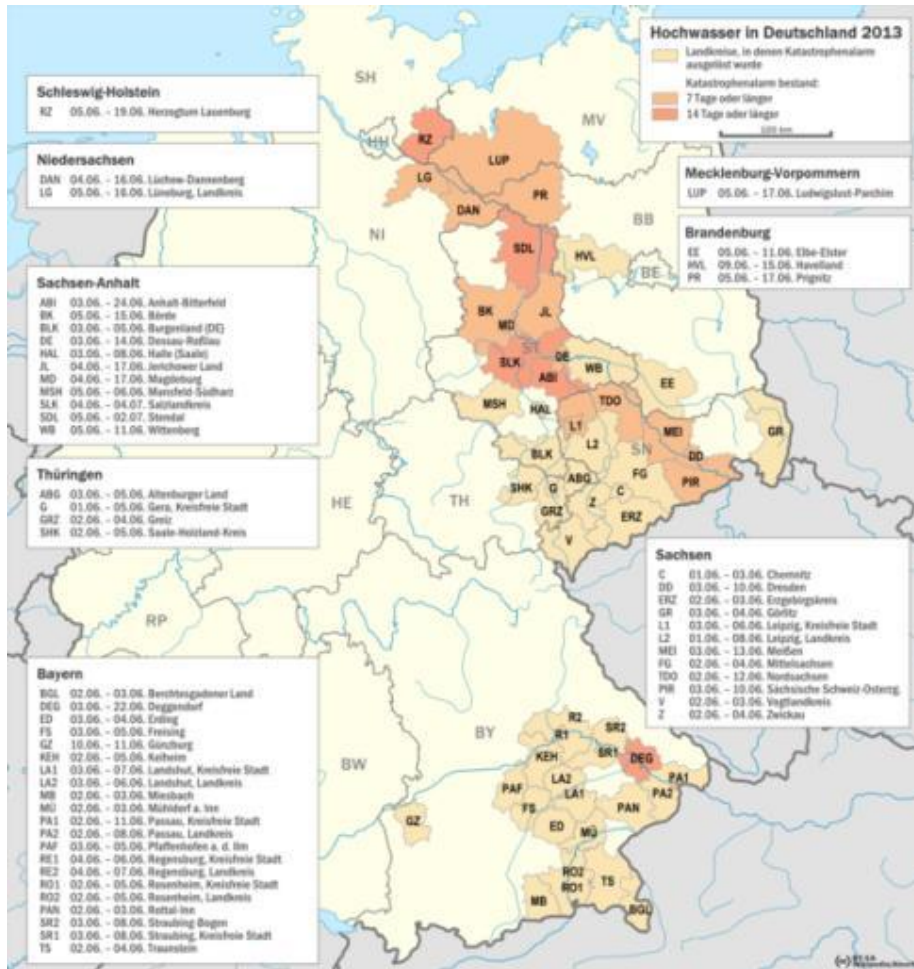 Hochwasser in Deutschland 2013
Landkreise, in denen Katastrophenalarm
ausgelöst wurde
Katastrophenalarm bestand:
7 Tage oder länger
14 Tage oder länger
100 km
Schleswig-Holstein
RZ 05.06. - 19.06. Herzogtum Lauenburg
Niedersachsen
DAN 04.06. - 16.06. Lüchow-Dannenberg
LG 05.06. - 16.06. Lüneburg, Landkreis
Mecklenburg-Vorpommern
LUP 05.06. - 17.06. Ludwigslust-Parchim
Brandenburg
EE 05.06. - 11.06. Elbe-Elster
HVL 09.06. - 15.06. Havelland
PR 05.06. - 17.06. Prignitz
Sachsen-Anhalt
ABI 03.06. - 24.06. Anhalt-Bitterfeld
BK 05.06. - 15.06. Börde
BLK 03.06. - 05.06. Burgenland (DE)
DE 03.06. - 14.06. Dessau-Roßlau
HAL 03.06. - 08.06. Halle (Saale)
JL 04.06. - 17.06. Jerichower Land
MD 04.06. - 17.06. Magdeburg
MSH 05.06. - 06.06. Mansfeld-Südharz
SLK 04.06. - 04.07. Salzlandkreis
SDL 05.06. - 02.07. Stendal
WB 05.06. - 11.06. Wittenberg
Thüringen
ABG 03.06. - 05.06. Altenburger Land
G 01.06. - 05.06. Gera, Kreisfreie Stadt
GRZ 02.06. - 04.06. Greiz
SHK 02.06. - 05.06. Saale-Holzland-Kreis
Sachsen
C 01.06. - 03.06. Chemnitz
DD 03.06. - 10.06. Dresden
ERZ 02.06. - 03.06. Erzgebirgskreis
GR 03.06. - 04.06. Görlitz
L1 03.06. - 06.06. Leipzig, Kreisfreie Stadt
L2 01.06. - 08.06. Leipzig, Landkreis
MEI 03.06. - 13.06. Meißen
FG 02.06. - 04.06. Mittelsachsen
TDO 02.06. - 12.06. Nordsachsen
PIR 03.06. - 10.06. Sächsische Schweiz-Osterzg.
V 02.06. - 03.06. Vogtlandkreis
Z 02.06. - 04.06. Zwickau
Bayern
BGL 02.06. - 03.06. Berchtesgadener Land
DEG 03.06. - 22.06. Deggendorf
ED 03.06. - 04.06. Erding
FS 03.06. - 05.06. Freising
GZ 10.06. - 11.06. Günzburg
KEH 02.06. - 05.06. Kelheim
LA1 03.06. - 07.06. Landshut, Kreisfreie Stadt
LA2 03.06. - 06.06. Landshut, Landkreis
MB 02.06. - 03.06. Miesbach
MÜ 02.06. - 03.06. Mühldorf a. Inn
PA1 02.06. - 11.06. Passau, Kreisfreie Stadt
PA2 02.06. - 08.06. Passau, Landkreis
PAF 03.06. - 05.06. Pfaffenhofen a. d. Ilm
RE1 04.06. - 06.06. Regensburg, Kreisfreie Stadt
RE2 04.06. - 07.06. Regensburg, Landkreis
RO1 02.06. - 05.06. Rosenheim, Kreisfreie Stadt
RO2 02.06. - 05.06. Rosenheim, Landkreis
PAN 02.06. - 03.06. Rottal-Inn
SR2 03.06. - 08.06. Straubing-Bogen
SR1 03.06. - 08.06. Straubing, Kreisfreie Stadt
TS 02.06. - 04.06. Traunstein
SH
HH
MV
NI
BB
BE
ST
SN
TH
HE
RP
BW
BY
RZ
LUP
LG
PR
DAN
SDL
HVL
BK
MD
JL
SLK
DE
ABI
WB
EE
MSH
HAL
TDO
L1
L2
MEI
GR
DD
BLK
FG
PIR
SHK
G
ABG
C
Z
GRZ
ERZ
V
R2
R1
SR2
KEH
SR1
DEG
PA1
PA2
LA2
LA1
PAF
FS
PAN
GZ
ED
MÜ
RO2
RO1
TS
MB
BGL